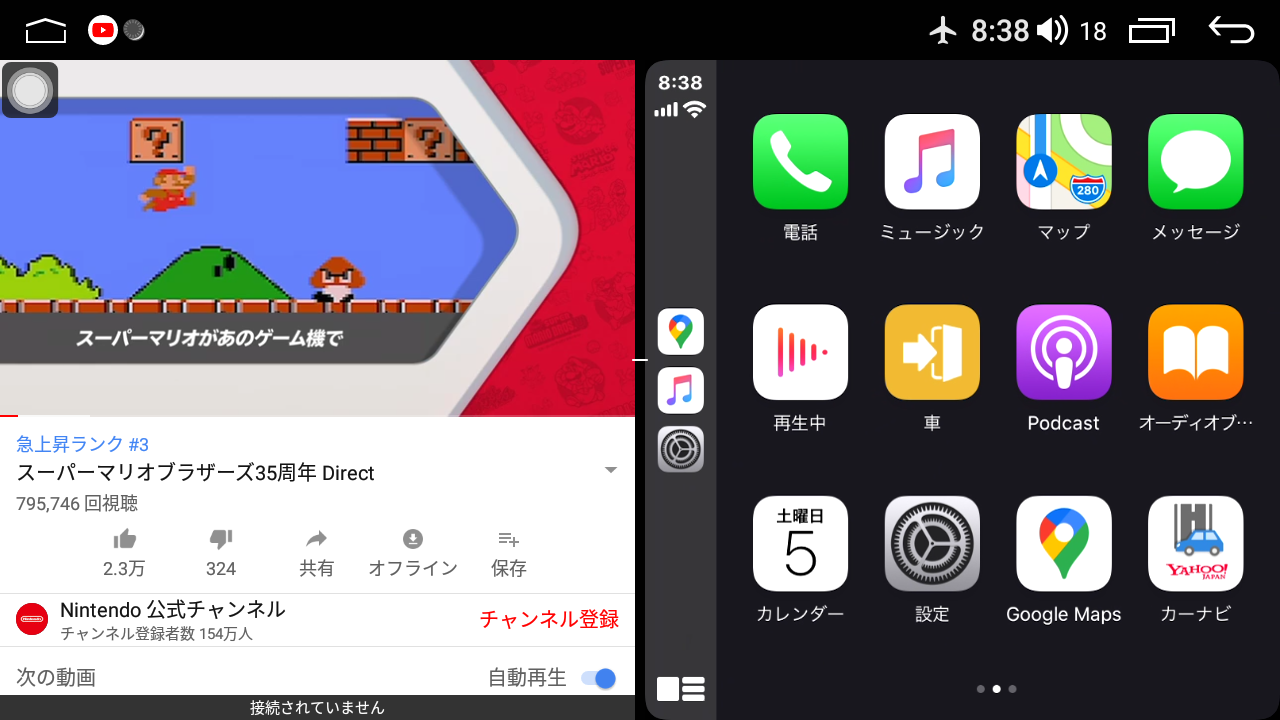 8:38
18
スーパーマリオがあのゲーム機で
急上昇ランク #3
スーパーマリオブラザーズ35周年 Direct
795,746 回視聴
2.3万
324
共有
オフライン
保存
Nintendo 公式チャンネル
チャンネル登録者数 154万人
チャンネル登録
次の動画
自動再生
接続されていません
8:38
280
電話
ミュージック
マップ
メッセージ
再生中
車
Podcast
オーディオブ…
土曜日
5
YAHOO!
JAPAN
カレンダー
設定
Google Maps
カーナビ